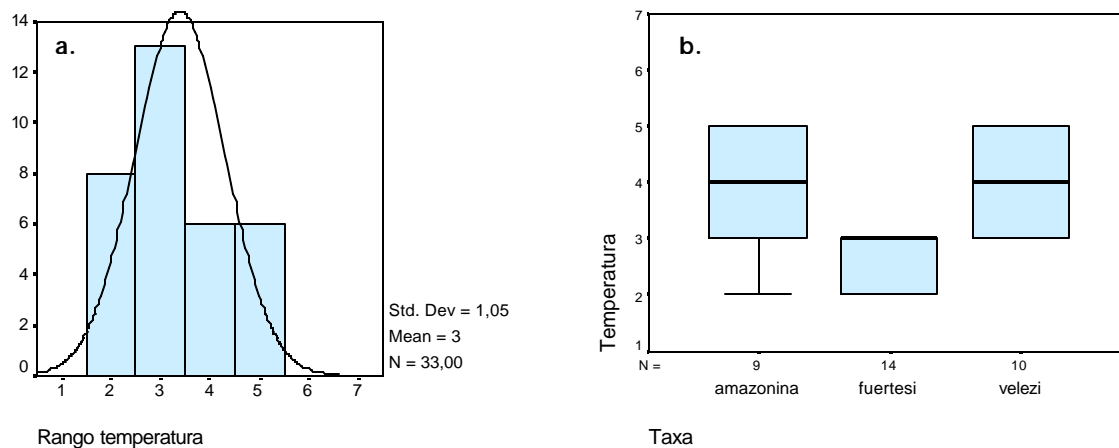 a.
14
12
10
8
6
4
2
0
1 2 3 4 5 6 7
Std. Dev = 1,05
Mean = 3
N = 33,00
Rango temperatura
b.
Temperatura
7
6
5
4
3
2
1
N = 9 14 10
amazonina fuertesi velezi
Taxa